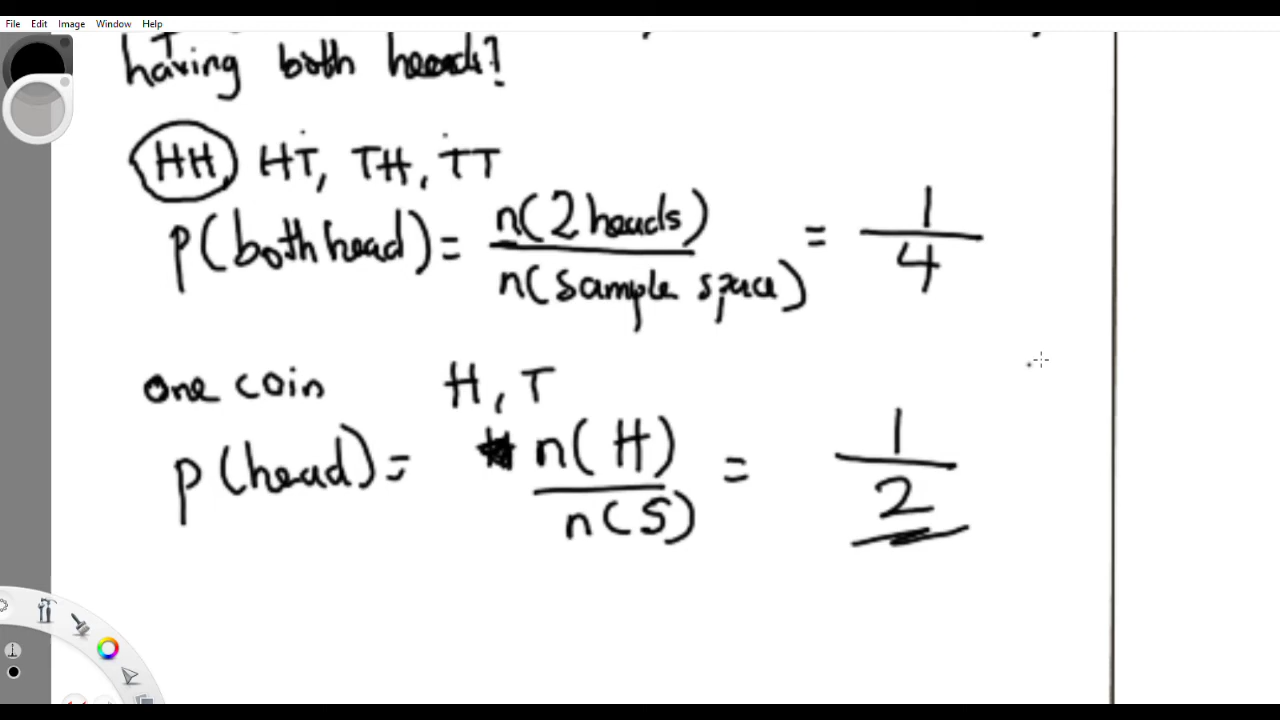 File Edit Image Window Help
having both heads?
HH, HT, TH, TT
p(both head) = n(2 heads) / n(sample space) = 1 / 4
one coin H, T
p(head) = n(H) / n(S) = 1 / 2